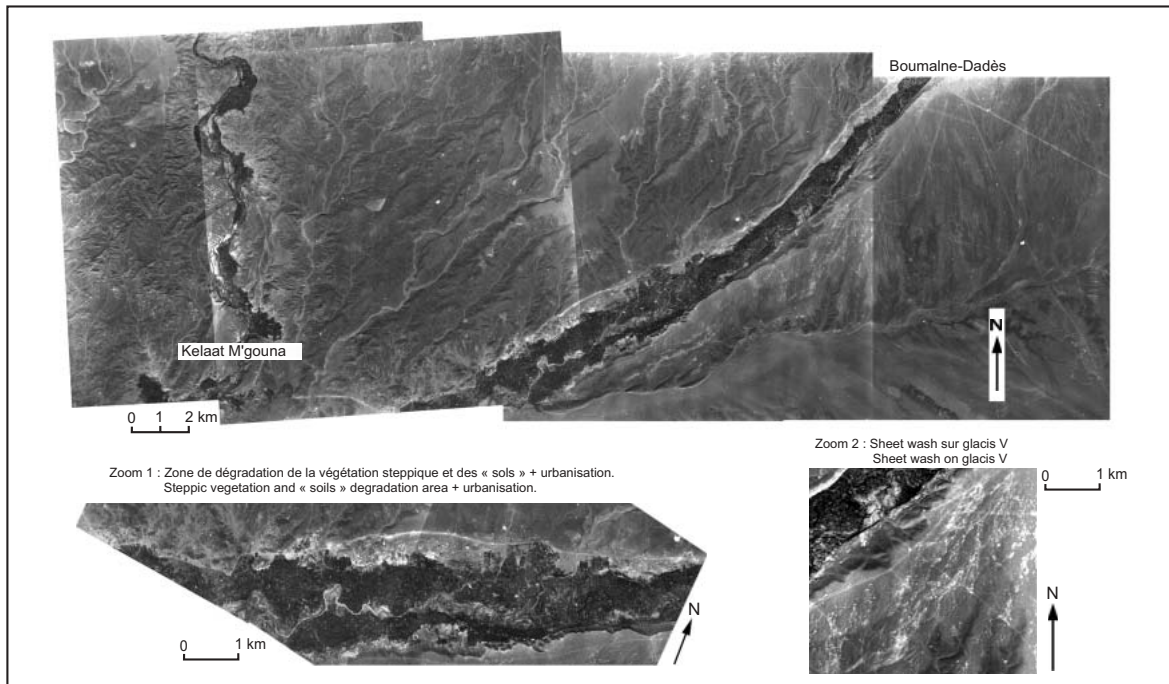 Boumalne-Dadès
Kelaat M'gouna
N
0 1 2 km
Zoom 1 : Zone de dégradation de la végétation steppique et des « sols » + urbanisation.
Steppic vegetation and « soils » degradation area + urbanisation.
Zoom 2 : Sheet wash sur glacis V
Sheet wash on glacis V
0 1 km
N
0 1 km
N